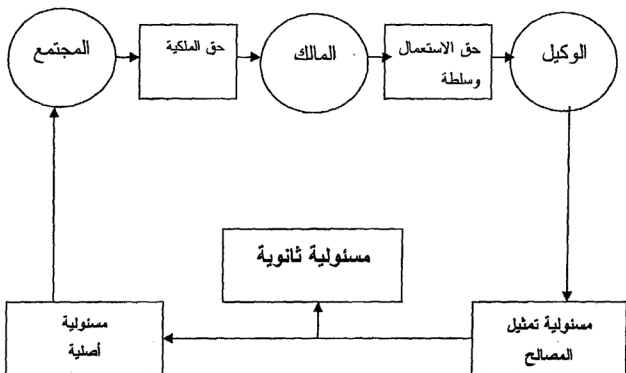 المجتمع
حق الملكية
المالك
حق الاستعمال
وسلطة
الوكيل
مسئولية ثانوية
مسئولية
أصلية
مسئولية تمثيل
المصالح